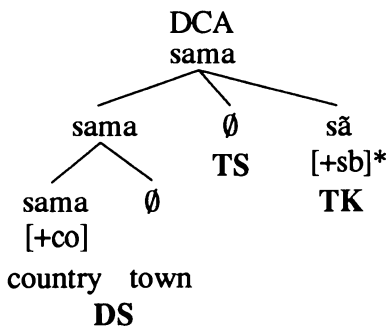 DCA
sama
sama Ø sã
TS [+sb]*
TK
sama Ø
[+co]
country town
DS